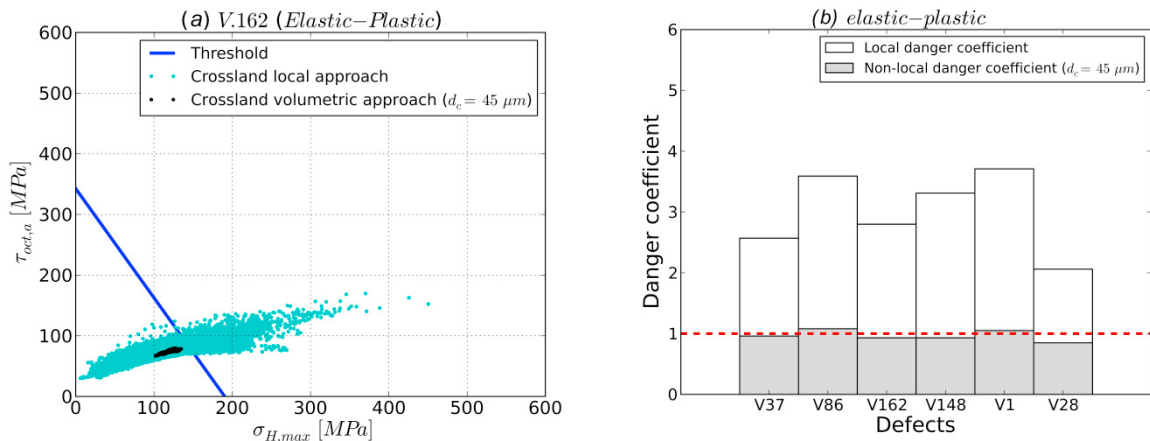 (a) V.162 (Elastic−Plastic)
600
500
400
300
200
100
0
τoct,a [MPa]
Threshold
Crossland local approach
Crossland volumetric approach (dc = 45 μm)
0 100 200 300 400 500 600
σH,max [MPa]
(b) elastic−plastic
6
5
4
3
2
1
0
Danger coefficient
Local danger coefficient
Non-local danger coefficient (dc = 45 μm)
V37 V86 V162 V148 V1 V28
Defects